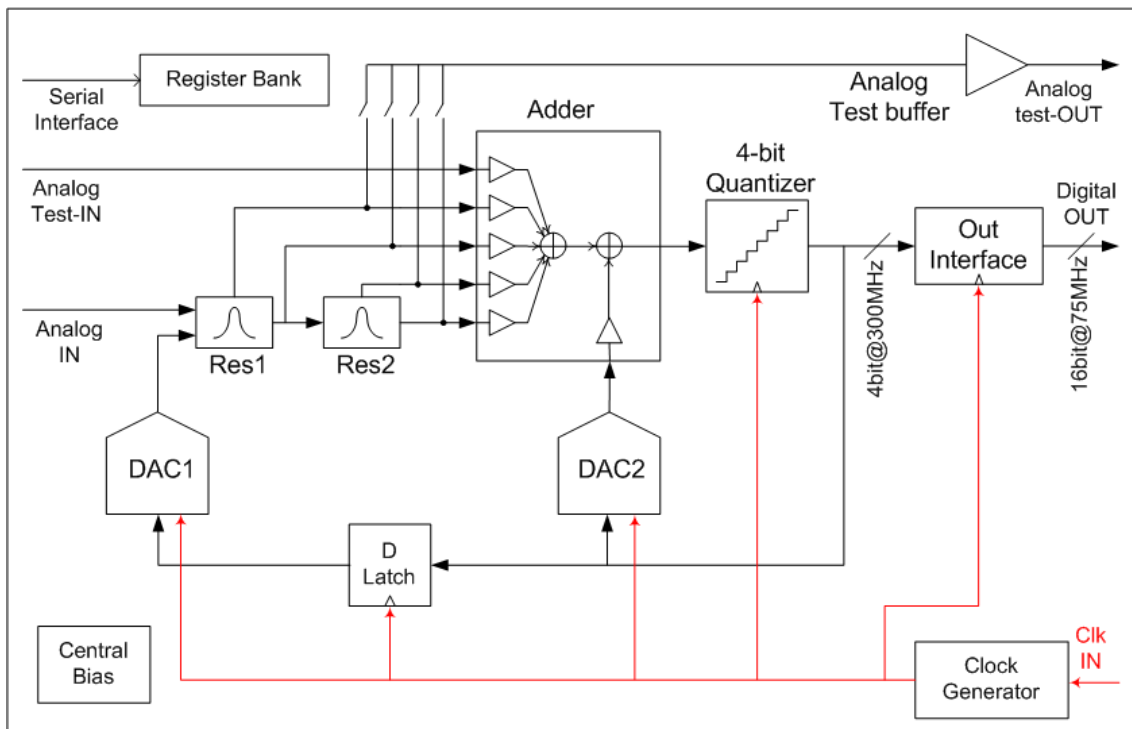 Register Bank
Serial
Interface
Analog
Test buffer
Analog
test-OUT
Adder
4-bit
Quantizer
Analog
Test-IN
Digital
OUT
Out
Interface
Analog
IN
Res1
Res2
4bit@300MHz
16bit@75MHz
DAC1
DAC2
D
Latch
Central
Bias
Clock
Generator
Clk
IN